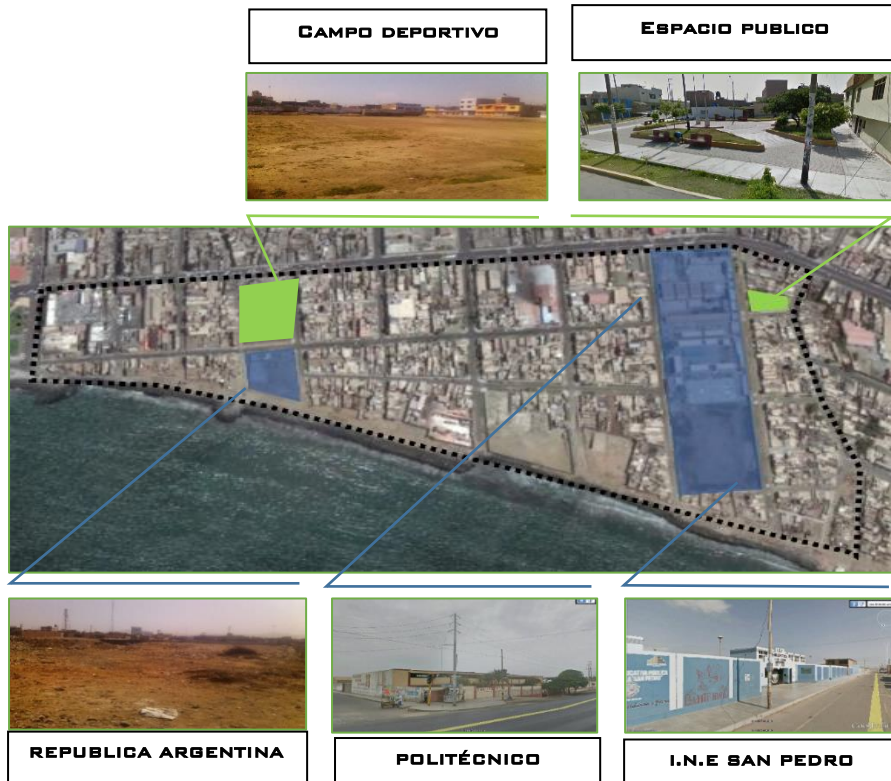 CAMPO DEPORTIVO
ESPACIO PUBLICO
REPUBLICA ARGENTINA
POLITÉCNICO
I.N.E SAN PEDRO